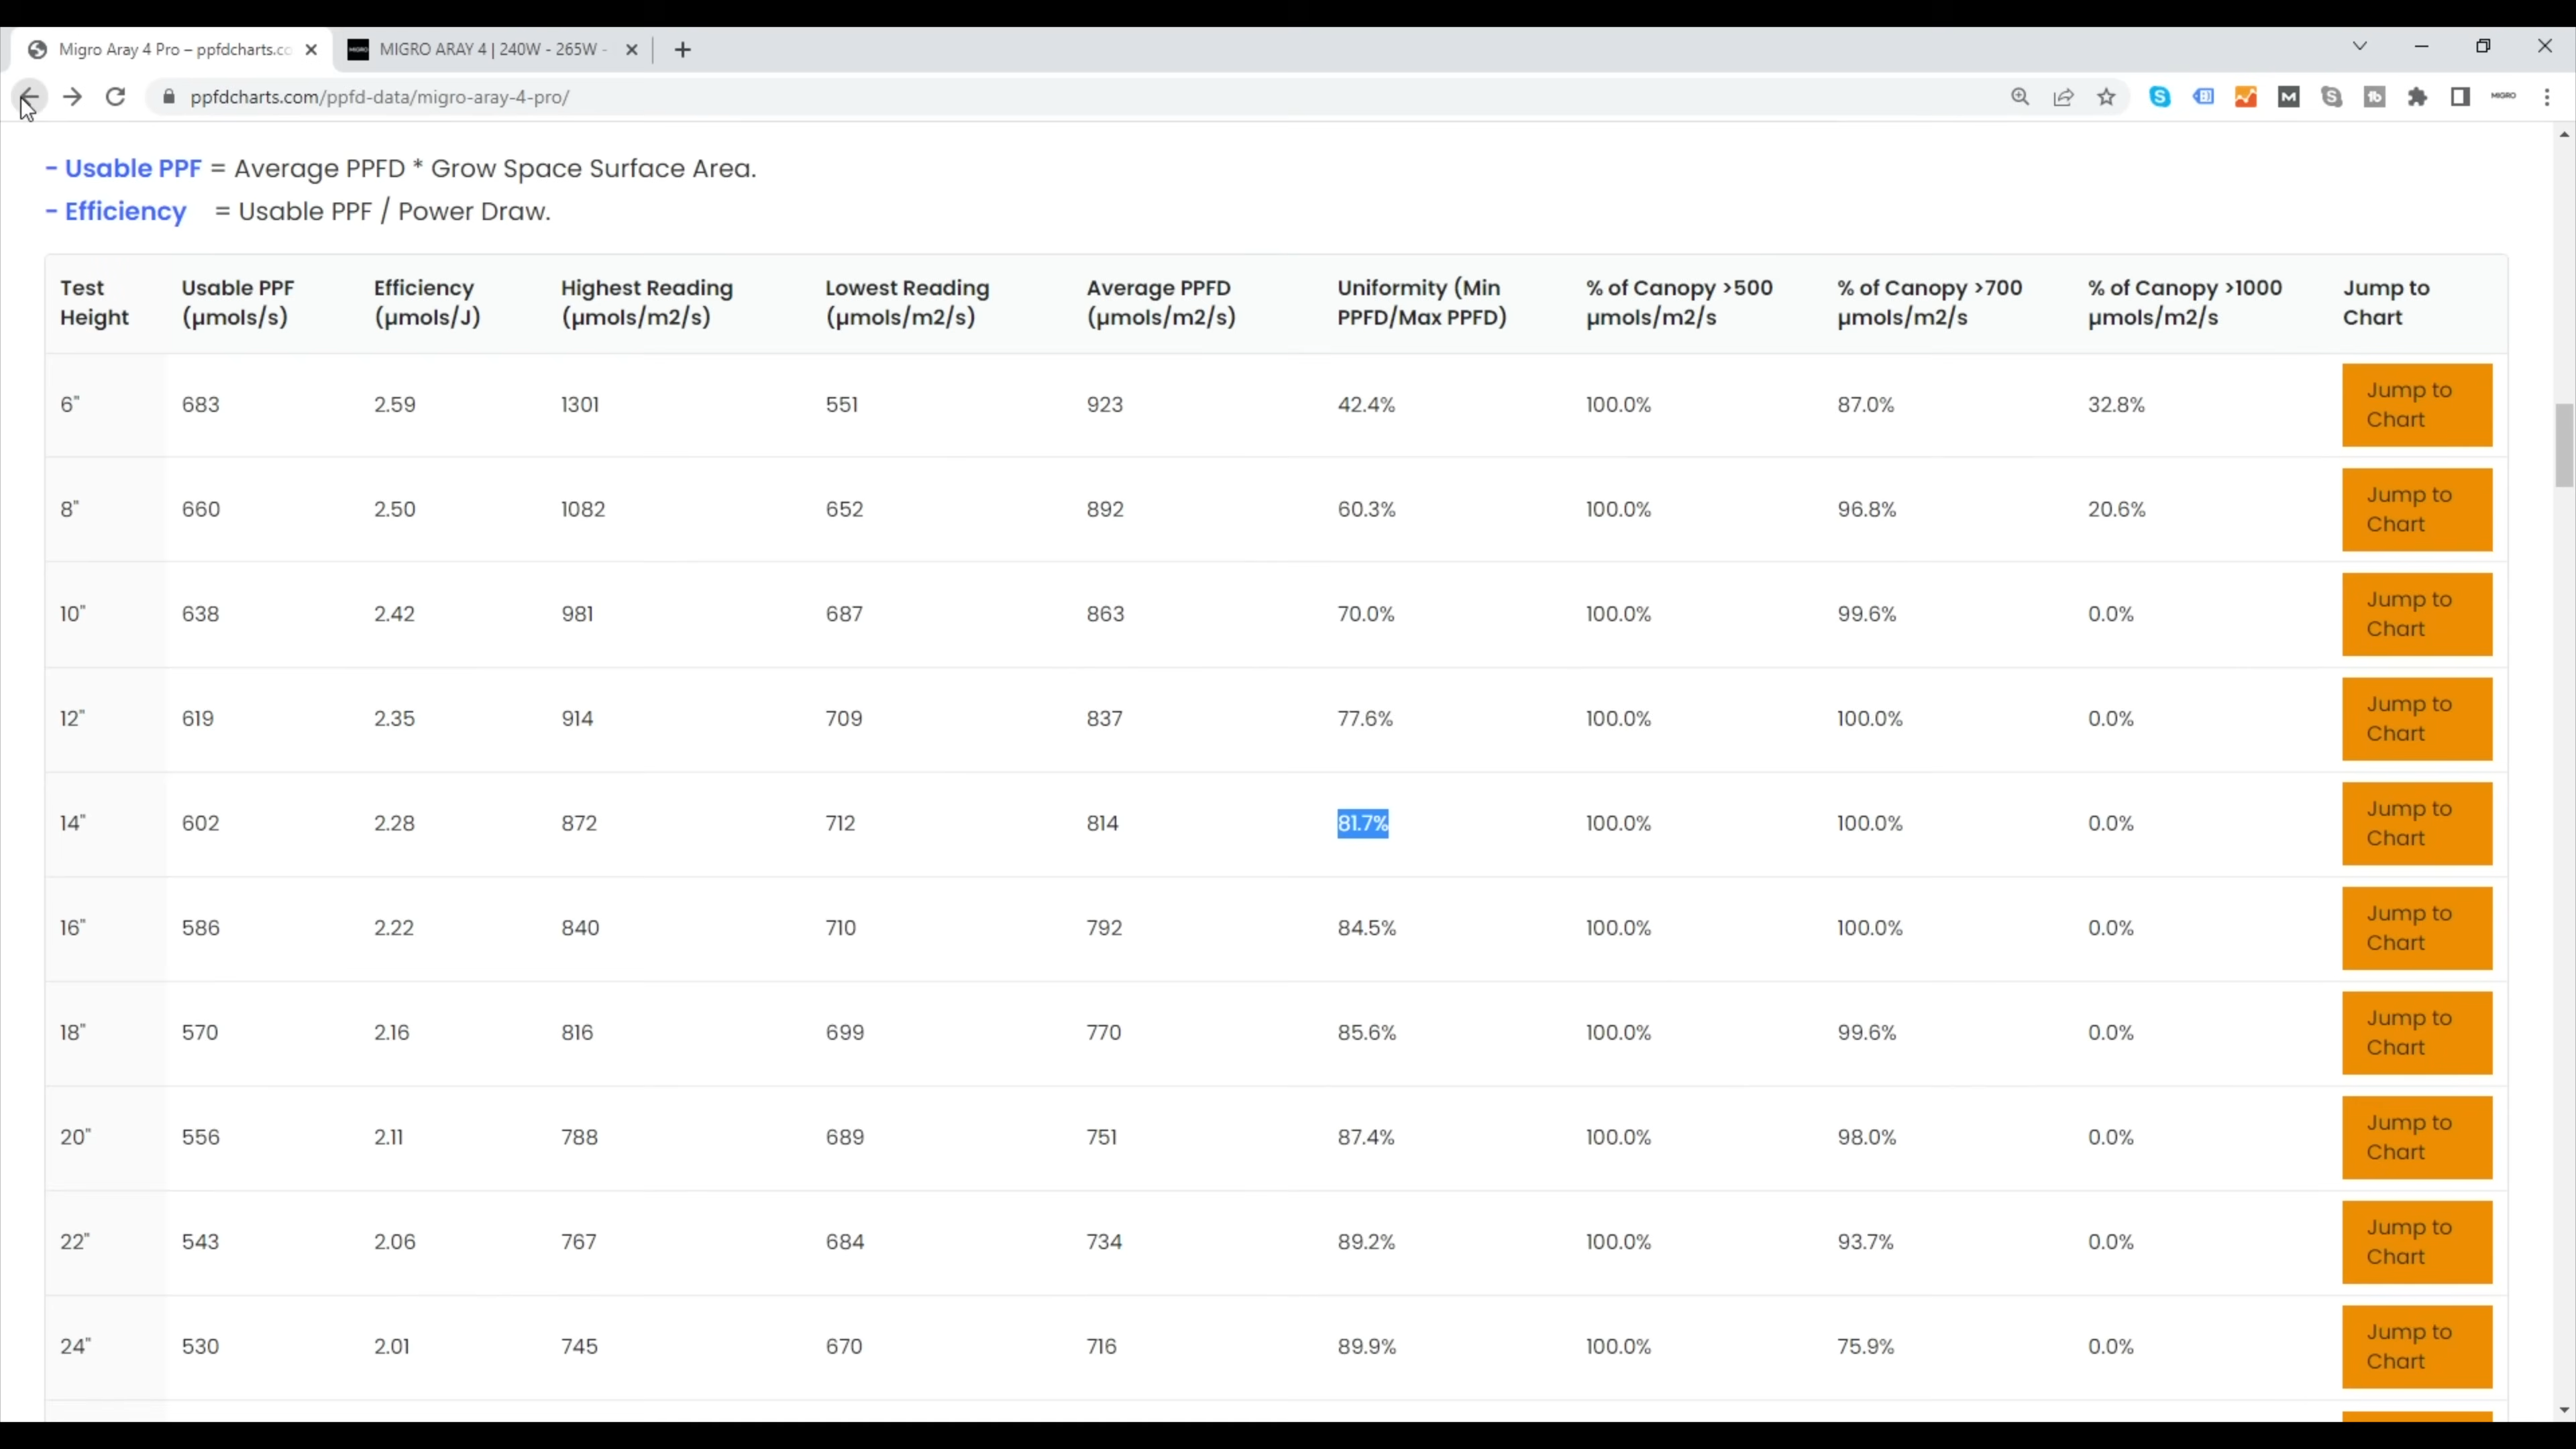 Migro Aray 4 Pro – ppfdcharts.co
MIGRO ARAY 4 | 240W - 265W -
ppfdcharts.com/ppfd-data/migro-aray-4-pro/
- Usable PPF = Average PPFD * Grow Space Surface Area.
- Efficiency = Usable PPF / Power Draw.
Test Height Usable PPF (µmols/s) Efficiency (µmols/J) Highest Reading (µmols/m2/s) Lowest Reading (µmols/m2/s) Average PPFD (µmols/m2/s) Uniformity (Min PPFD/Max PPFD) % of Canopy >500 µmols/m2/s % of Canopy >700 µmols/m2/s % of Canopy >1000 µmols/m2/s Jump to Chart
6" 683 2.59 1301 551 923 42.4% 100.0% 87.0% 32.8% Jump to Chart
8" 660 2.50 1082 652 892 60.3% 100.0% 96.8% 20.6% Jump to Chart
10" 638 2.42 981 687 863 70.0% 100.0% 99.6% 0.0% Jump to Chart
12" 619 2.35 914 709 837 77.6% 100.0% 100.0% 0.0% Jump to Chart
14" 602 2.28 872 712 814 81.7% 100.0% 100.0% 0.0% Jump to Chart
16" 586 2.22 840 710 792 84.5% 100.0% 100.0% 0.0% Jump to Chart
18" 570 2.16 816 699 770 85.6% 100.0% 99.6% 0.0% Jump to Chart
20" 556 2.11 788 689 751 87.4% 100.0% 98.0% 0.0% Jump to Chart
22" 543 2.06 767 684 734 89.2% 100.0% 93.7% 0.0% Jump to Chart
24" 530 2.01 745 670 716 89.9% 100.0% 75.9% 0.0% Jump to Chart